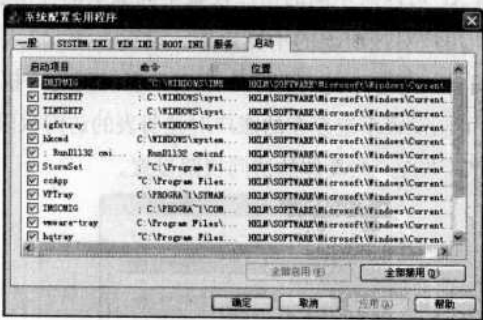 系统配置实用程序
一般 SYSTEM.INI WIN.INI BOOT.INI 服务 启动
启动项目 命令 位置
IMJPMIG "C:\WINDOWS\IME HKLM\SOFTWARE\Microsoft\Windows\Current
TINTSETP : C:\WINDOWS\syst... HKLM\SOFTWARE\Microsoft\Windows\Current
TINTSETP : C:\WINDOWS\syst... HKLM\SOFTWARE\Microsoft\Windows\Current
igfxtray : C:\WINDOWS\syst... HKLM\SOFTWARE\Microsoft\Windows\Current
hkcmd C:\WINDOWS\system... HKLM\SOFTWARE\Microsoft\Windows\Current
: RunDll32 cmi... : RunDll32 cmicnf... HKLM\SOFTWARE\Microsoft\Windows\Current
StormSet : "C:\Program Fil... HKLM\SOFTWARE\Microsoft\Windows\Current
ccApp "C:\Program Files... HKLM\SOFTWARE\Microsoft\Windows\Current
VPTray C:\PROGRA~1\SYMAN... HKLM\SOFTWARE\Microsoft\Windows\Current
IMSCMIG : C:\PROGRA~1\COM... HKLM\SOFTWARE\Microsoft\Windows\Current
vmware-tray C:\Program Files\... HKLM\SOFTWARE\Microsoft\Windows\Current
hqtray "C:\Program Files... HKLM\SOFTWARE\Microsoft\Windows\Current
全部启用(E) 全部禁用(D)
确定 取消 应用(A) 帮助